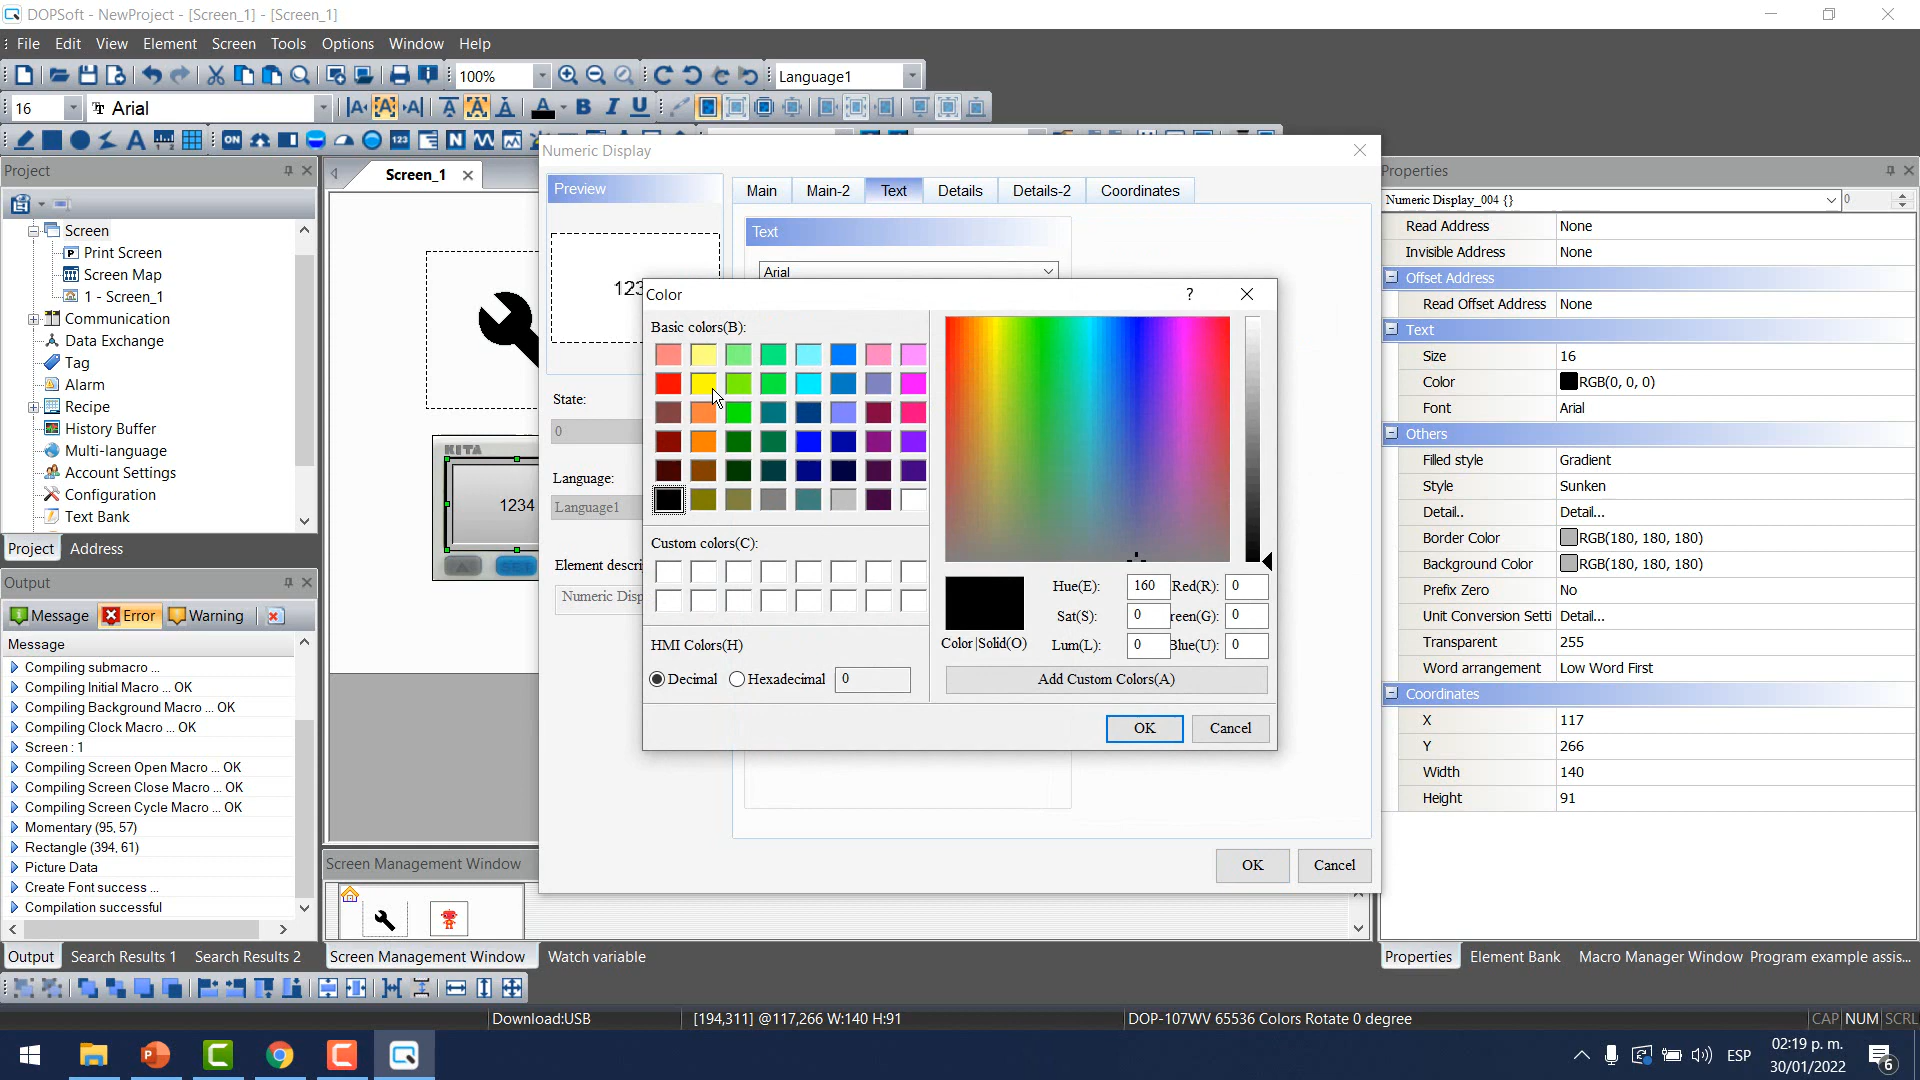 DOPSoft - NewProject - [Screen_1] - [Screen_1]
File Edit View Element Screen Tools Options Window Help
100% Language1
16 Arial
Project
Screen_1
Numeric Display
Properties
Preview
Main Main-2 Text Details Details-2 Coordinates
Numeric Display_004 {} 0
Screen
Print Screen
Screen Map
1 - Screen_1
Communication
Data Exchange
Tag
Alarm
Recipe
History Buffer
Multi-language
Account Settings
Configuration
Text Bank
Project Address
KITA
1234
SET
123
State:
0
Language:
Language1
Element descri
Numeric Disp
Text
Arial
Color ?
Basic colors(B):
Custom colors(C):
HMI Colors(H)
Decimal Hexadecimal 0
Color|Solid(O)
Hue(E): 160 Red(R): 0
Sat(S): 0 reen(G): 0
Lum(L): 0 Blue(U): 0
Add Custom Colors(A)
OK Cancel
OK Cancel
Read Address None
Invisible Address None
Offset Address
Read Offset Address None
Text
Size 16
Color RGB(0, 0, 0)
Font Arial
Others
Filled style Gradient
Style Sunken
Detail.. Detail...
Border Color RGB(180, 180, 180)
Background Color RGB(180, 180, 180)
Prefix Zero No
Unit Conversion Setti Detail...
Transparent 255
Word arrangement Low Word First
Coordinates
X 117
Y 266
Width 140
Height 91
Output
Message Error Warning
Message
Compiling submacro ...
Compiling Initial Macro ... OK
Compiling Background Macro ... OK
Compiling Clock Macro ... OK
Screen : 1
Compiling Screen Open Macro ... OK
Compiling Screen Close Macro ... OK
Compiling Screen Cycle Macro ... OK
Momentary (95, 57)
Rectangle (394, 61)
Picture Data
Create Font success ...
Compilation successful
Screen Management Window
Output Search Results 1 Search Results 2 Screen Management Window Watch variable
Properties Element Bank Macro Manager Window Program example assis...
Download:USB [194,311] @117,266 W:140 H:91 DOP-107WV 65536 Colors Rotate 0 degree CAP NUM SCRL
ESP 02:19 p. m.
30/01/2022
6